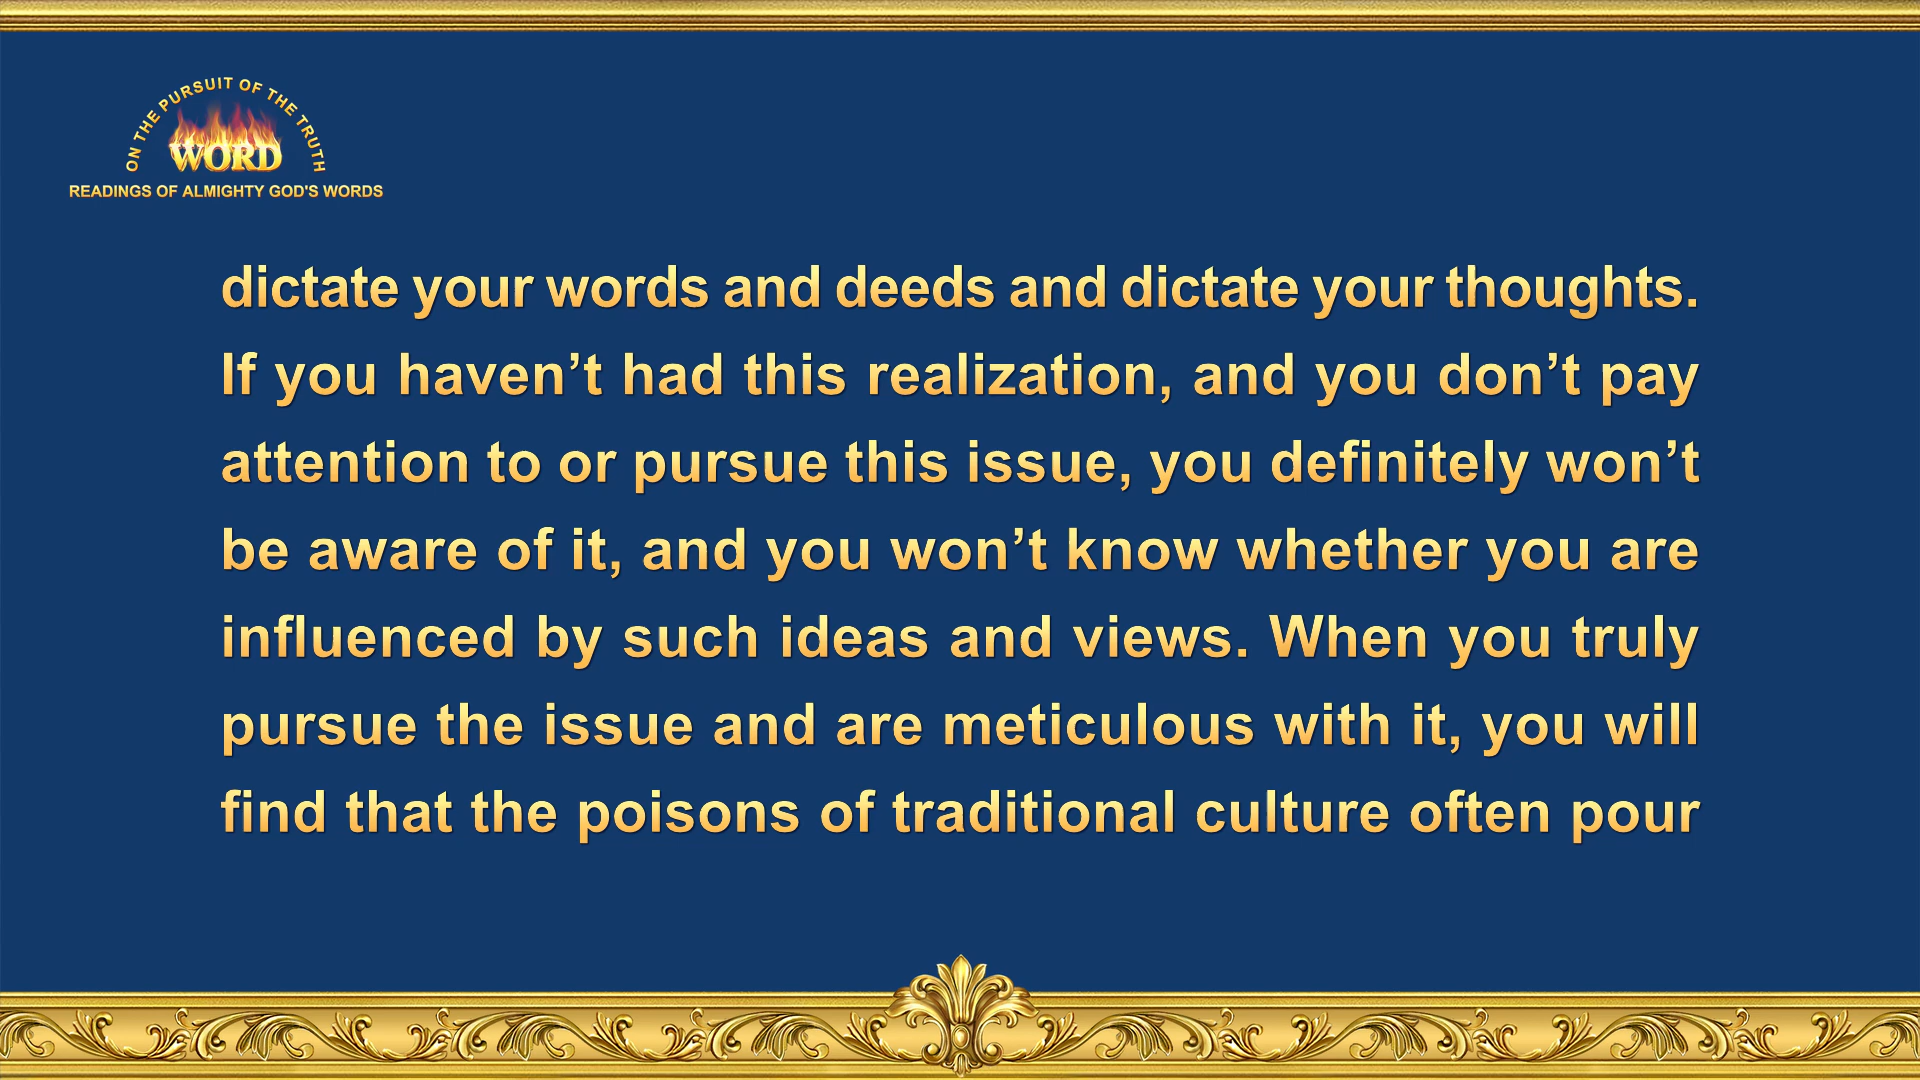 ON THE PURSUIT OF THE TRUTH
WORD
READINGS OF ALMIGHTY GOD'S WORDS
dictate your words and deeds and dictate your thoughts.
If you haven’t had this realization, and you don’t pay
attention to or pursue this issue, you definitely won’t
be aware of it, and you won’t know whether you are
influenced by such ideas and views. When you truly
pursue the issue and are meticulous with it, you will
find that the poisons of traditional culture often pour